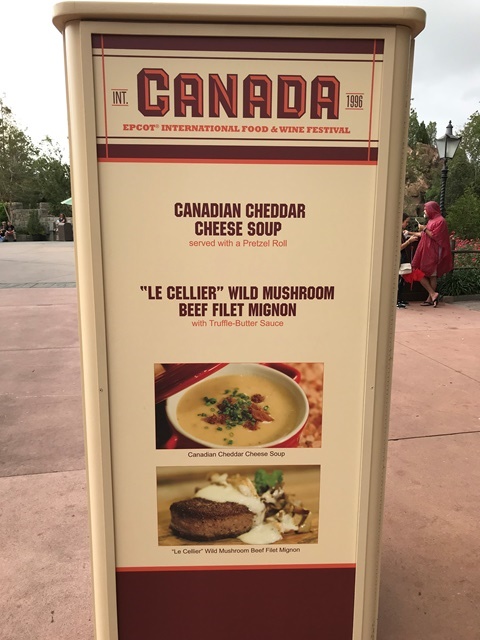 INT. CANADA 1996
EPCOT® INTERNATIONAL FOOD & WINE FESTIVAL
CANADIAN CHEDDAR
CHEESE SOUP
served with a Pretzel Roll
"LE CELLIER" WILD MUSHROOM
BEEF FILET MIGNON
with Truffle-Butter Sauce
Canadian Cheddar Cheese Soup
"Le Cellier" Wild Mushroom Beef Filet Mignon